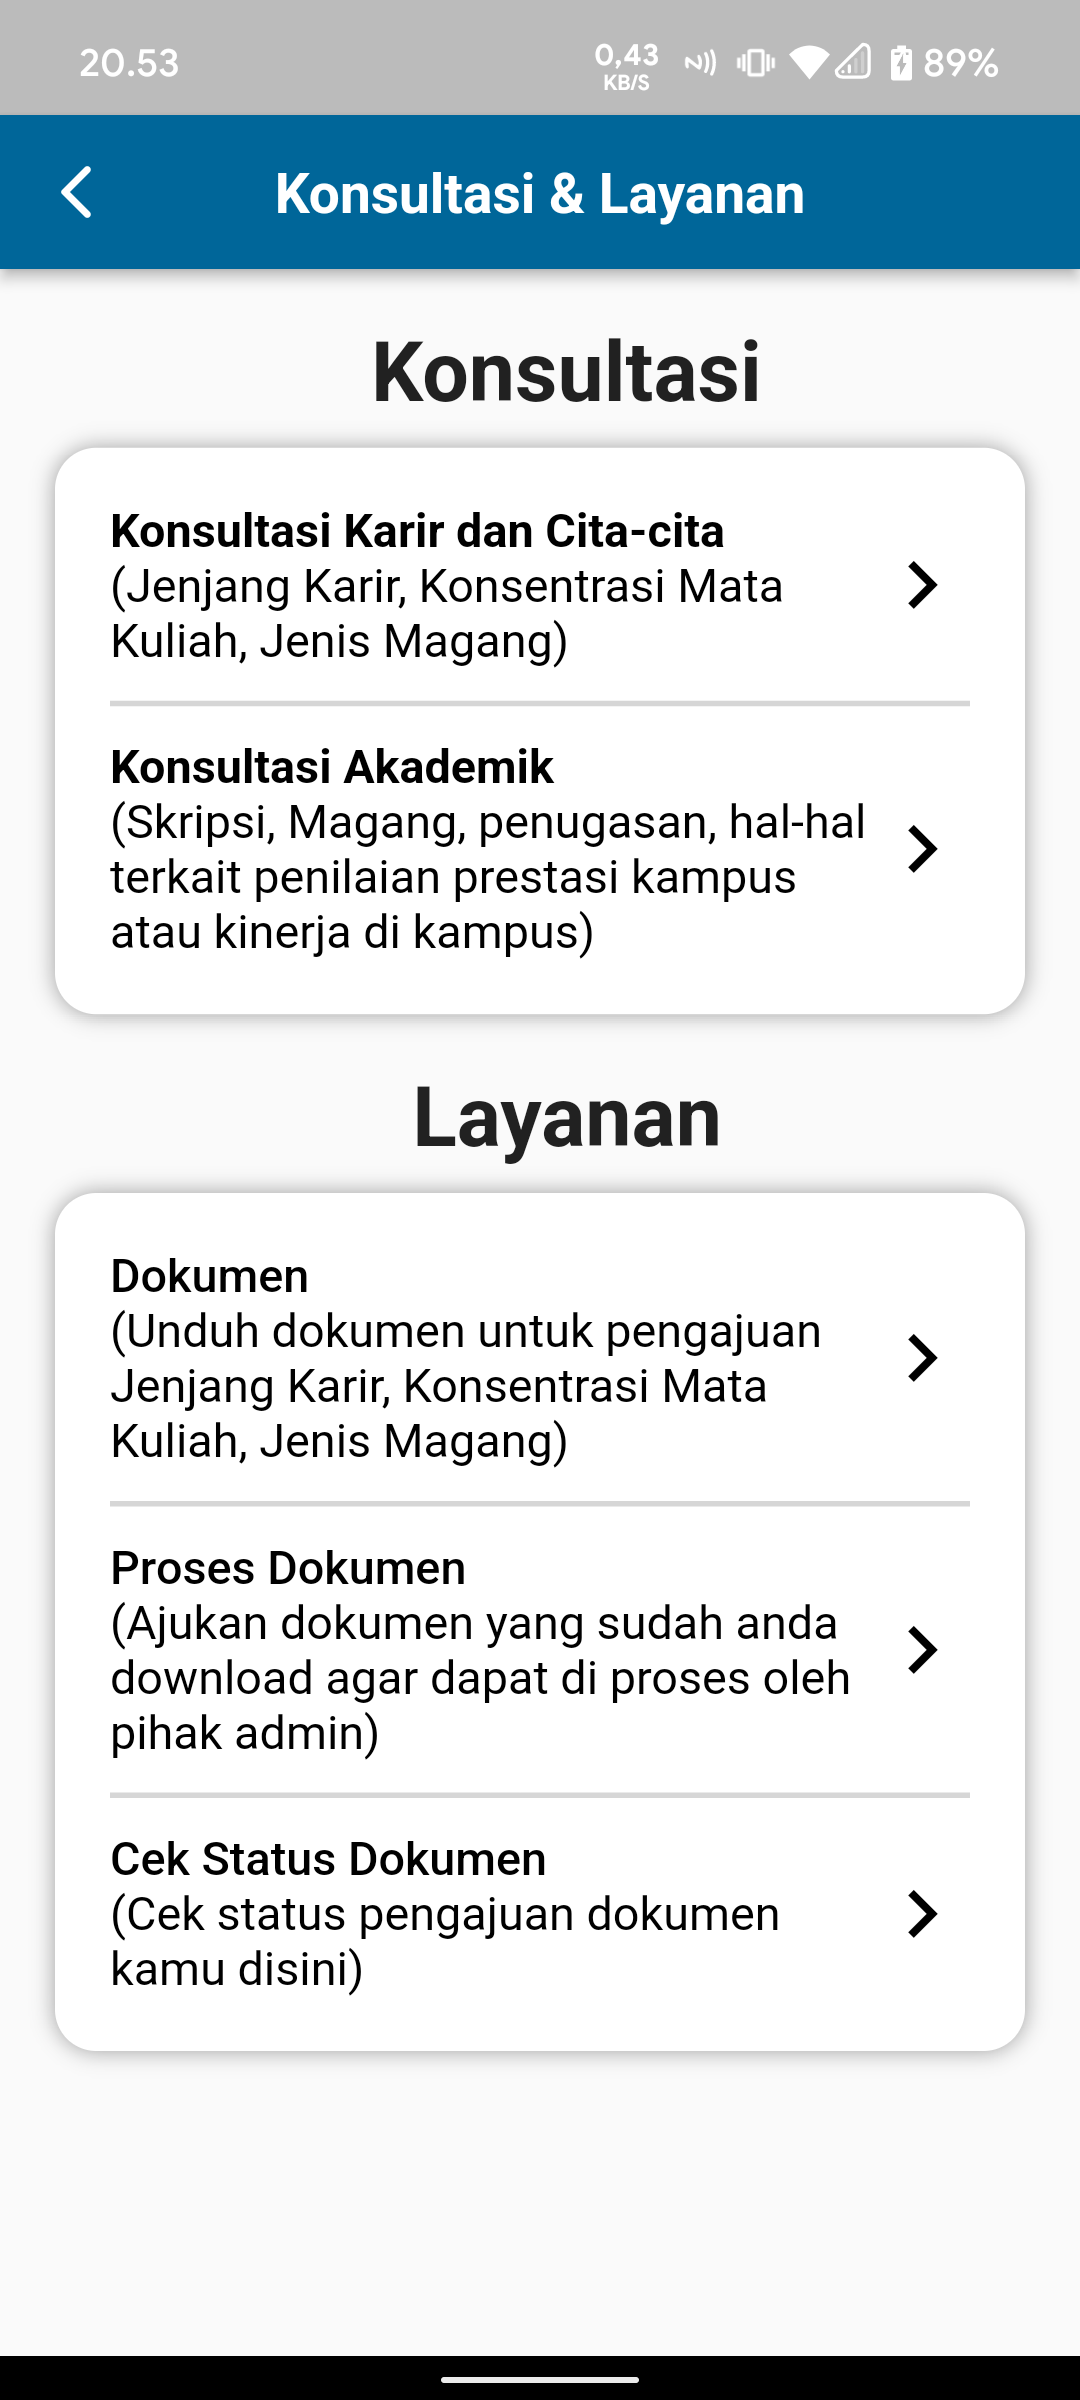 20.53
0,43
KB/S
89%
Konsultasi & Layanan
Konsultasi
Konsultasi Karir dan Cita-cita
(Jenjang Karir, Konsentrasi Mata
Kuliah, Jenis Magang)
Konsultasi Akademik
(Skripsi, Magang, penugasan, hal-hal
terkait penilaian prestasi kampus
atau kinerja di kampus)
Layanan
Dokumen
(Unduh dokumen untuk pengajuan
Jenjang Karir, Konsentrasi Mata
Kuliah, Jenis Magang)
Proses Dokumen
(Ajukan dokumen yang sudah anda
download agar dapat di proses oleh
pihak admin)
Cek Status Dokumen
(Cek status pengajuan dokumen
kamu disini)